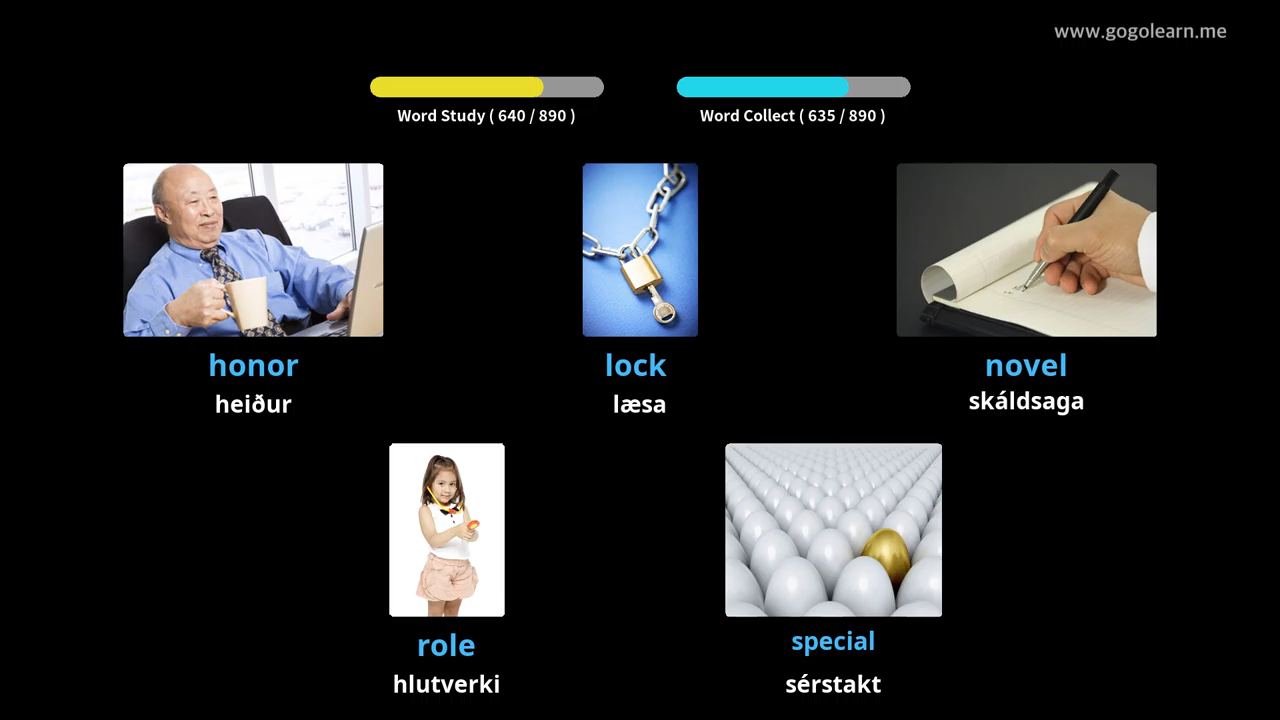 www.gogolearn.me
Word Study ( 640 / 890 )
Word Collect ( 635 / 890 )
honor
heiður
lock
læsa
novel
skáldsaga
role
hlutverki
special
sérstakt